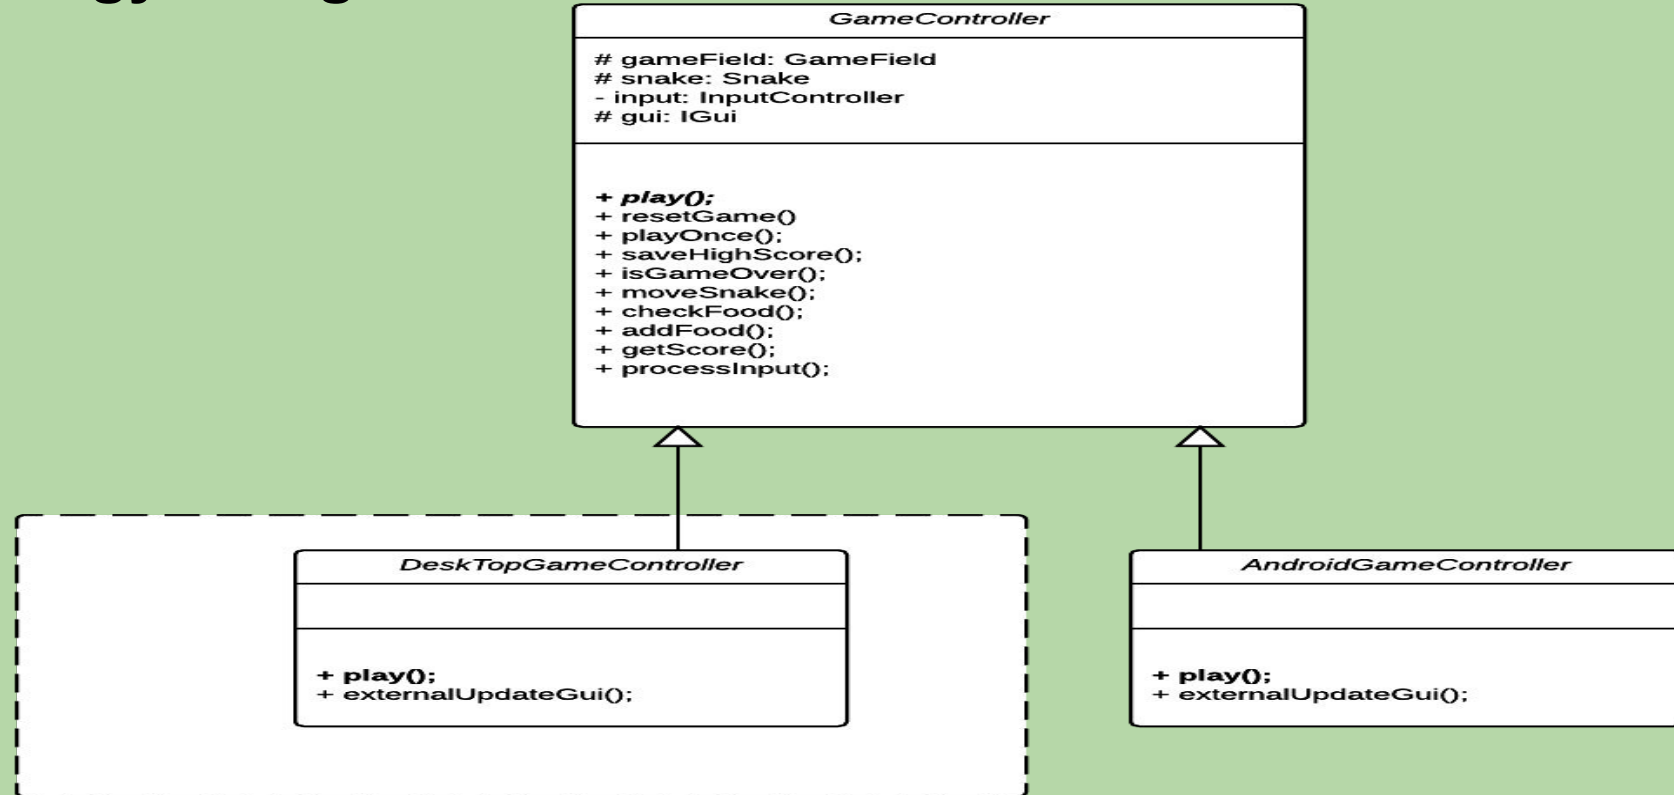 GameController
# gameField: GameField
# snake: Snake
- input: InputController
# gui: IGui
+ play();
+ resetGame()
+ playOnce();
+ saveHighScore();
+ isGameOver();
+ moveSnake();
+ checkFood();
+ addFood();
+ getScore();
+ processInput();
DeskTopGameController
+ play();
+ externalUpdateGui();
AndroidGameController
+ play();
+ externalUpdateGui();